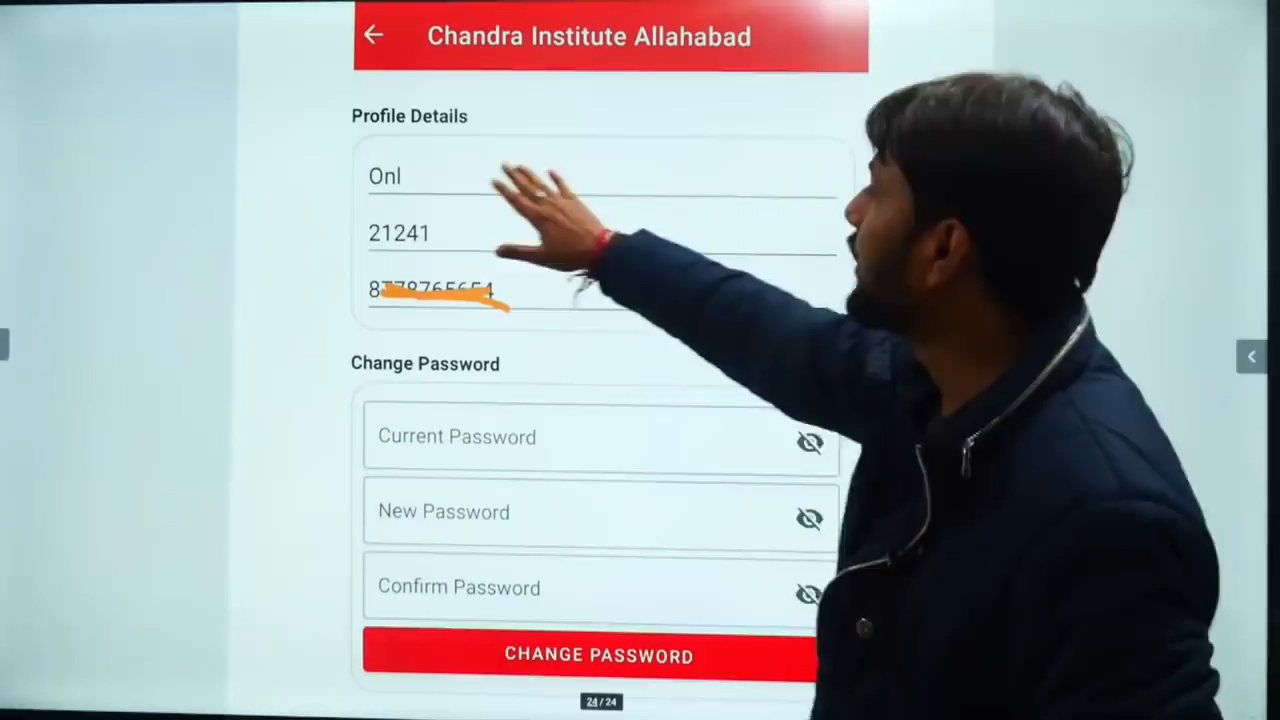 Chandra Institute Allahabad
Profile Details
Onl
21241
Change Password
Current Password
New Password
Confirm Password
CHANGE PASSWORD
24 / 24